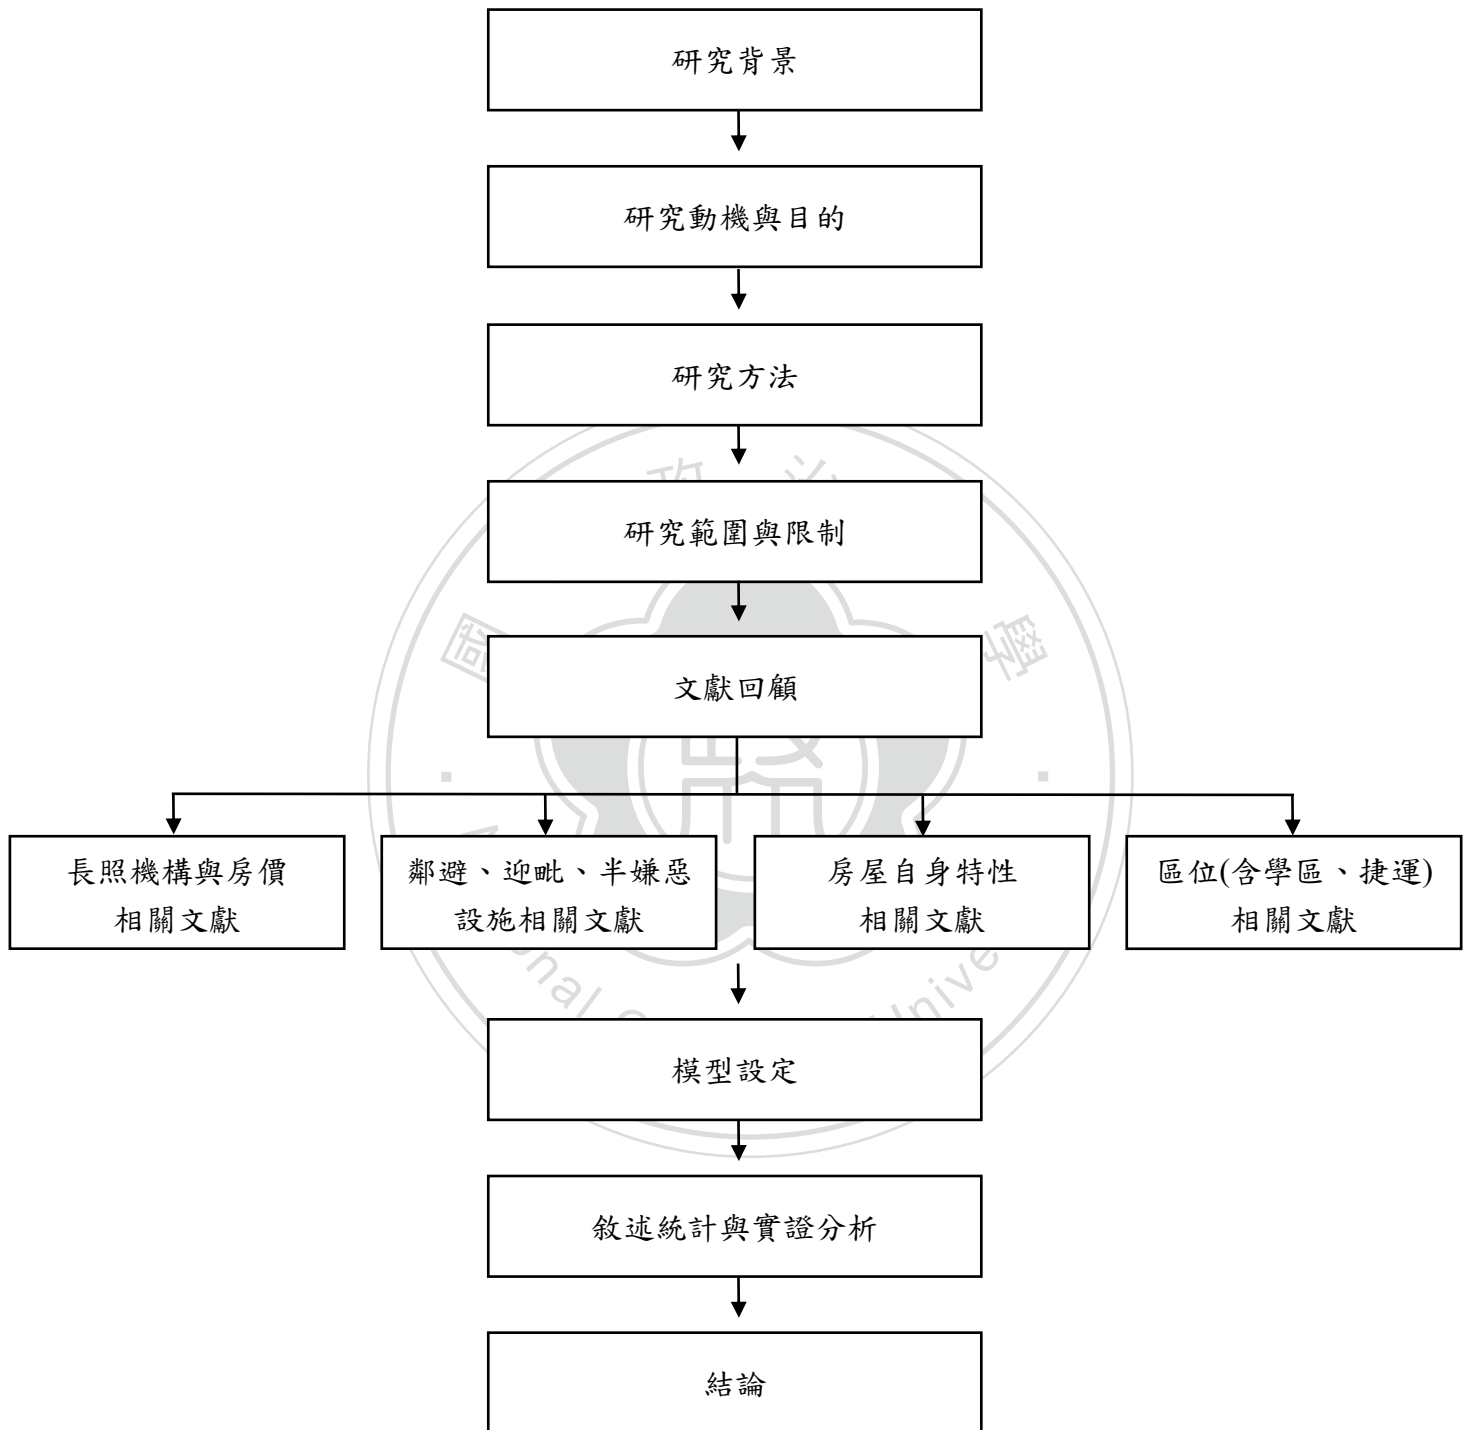 研究背景
研究動機與目的
研究方法
研究範圍與限制
文獻回顧
長照機構與房價
相關文獻
鄰避、迎毗、半嫌惡
設施相關文獻
房屋自身特性
相關文獻
區位(含學區、捷運)
相關文獻
模型設定
敘述統計與實證分析
結論